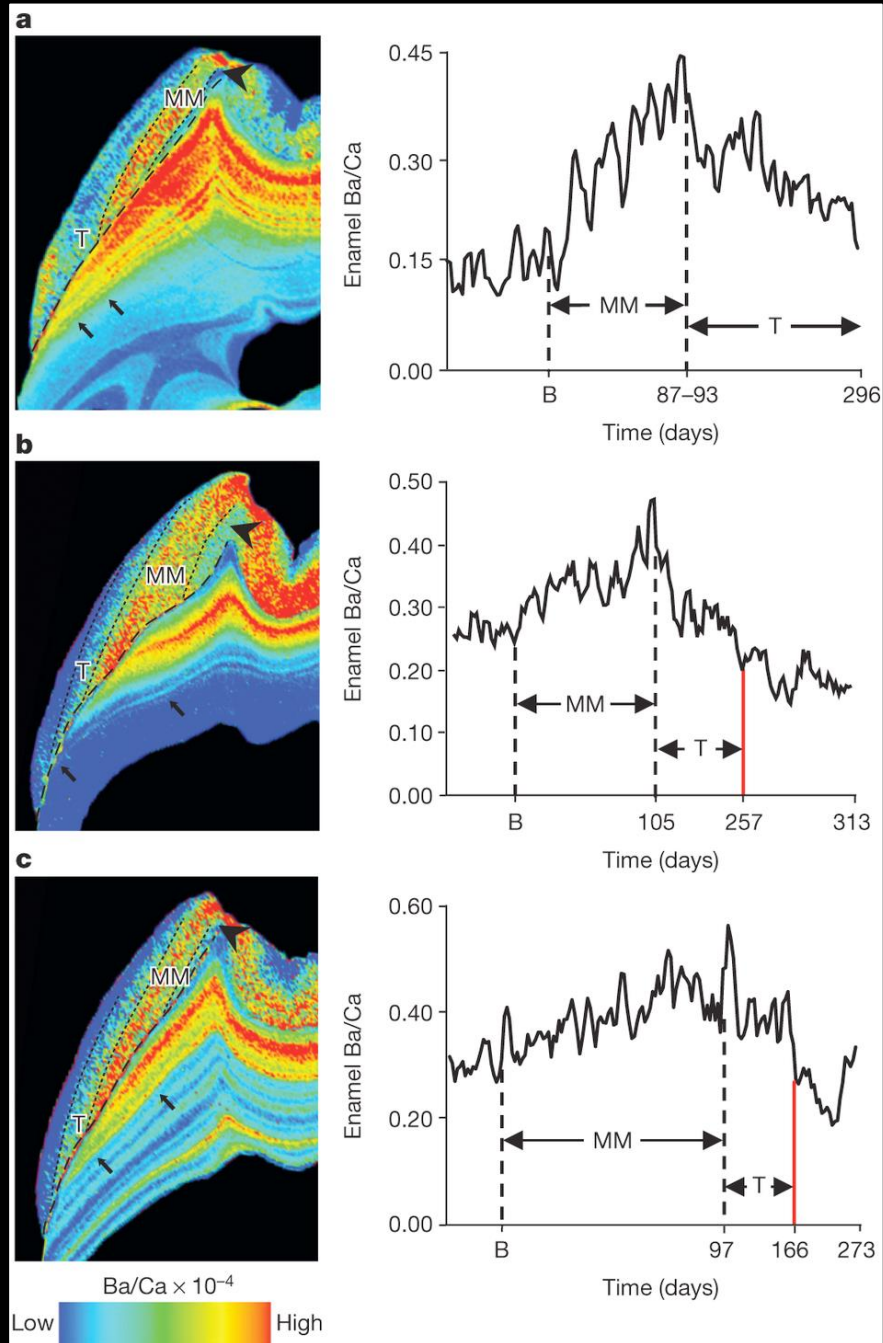 a
MM
T
0.45
0.30
0.15
0.00
Enamel Ba/Ca
MM
T
B
87–93
296
Time (days)
b
MM
T
0.50
0.40
0.30
0.20
0.10
0.00
Enamel Ba/Ca
MM
T
B
105
257
313
Time (days)
c
MM
T
0.60
0.40
0.20
0.00
Enamel Ba/Ca
MM
T
B
97
166
273
Time (days)
Ba/Ca × 10⁻⁴
Low
High